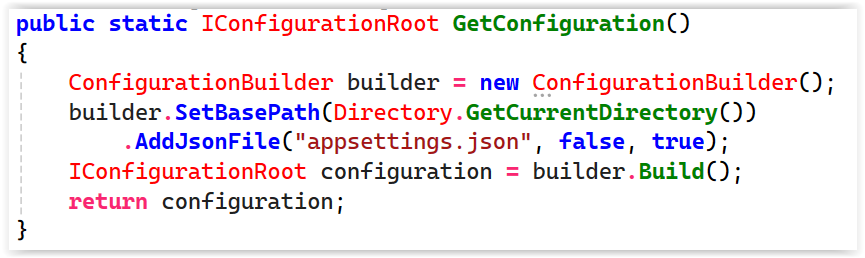 public static IConfigurationRoot GetConfiguration()
{
    ConfigurationBuilder builder = new ConfigurationBuilder();
    builder.SetBasePath(Directory.GetCurrentDirectory())
        .AddJsonFile("appsettings.json", false, true);
    IConfigurationRoot configuration = builder.Build();
    return configuration;
}